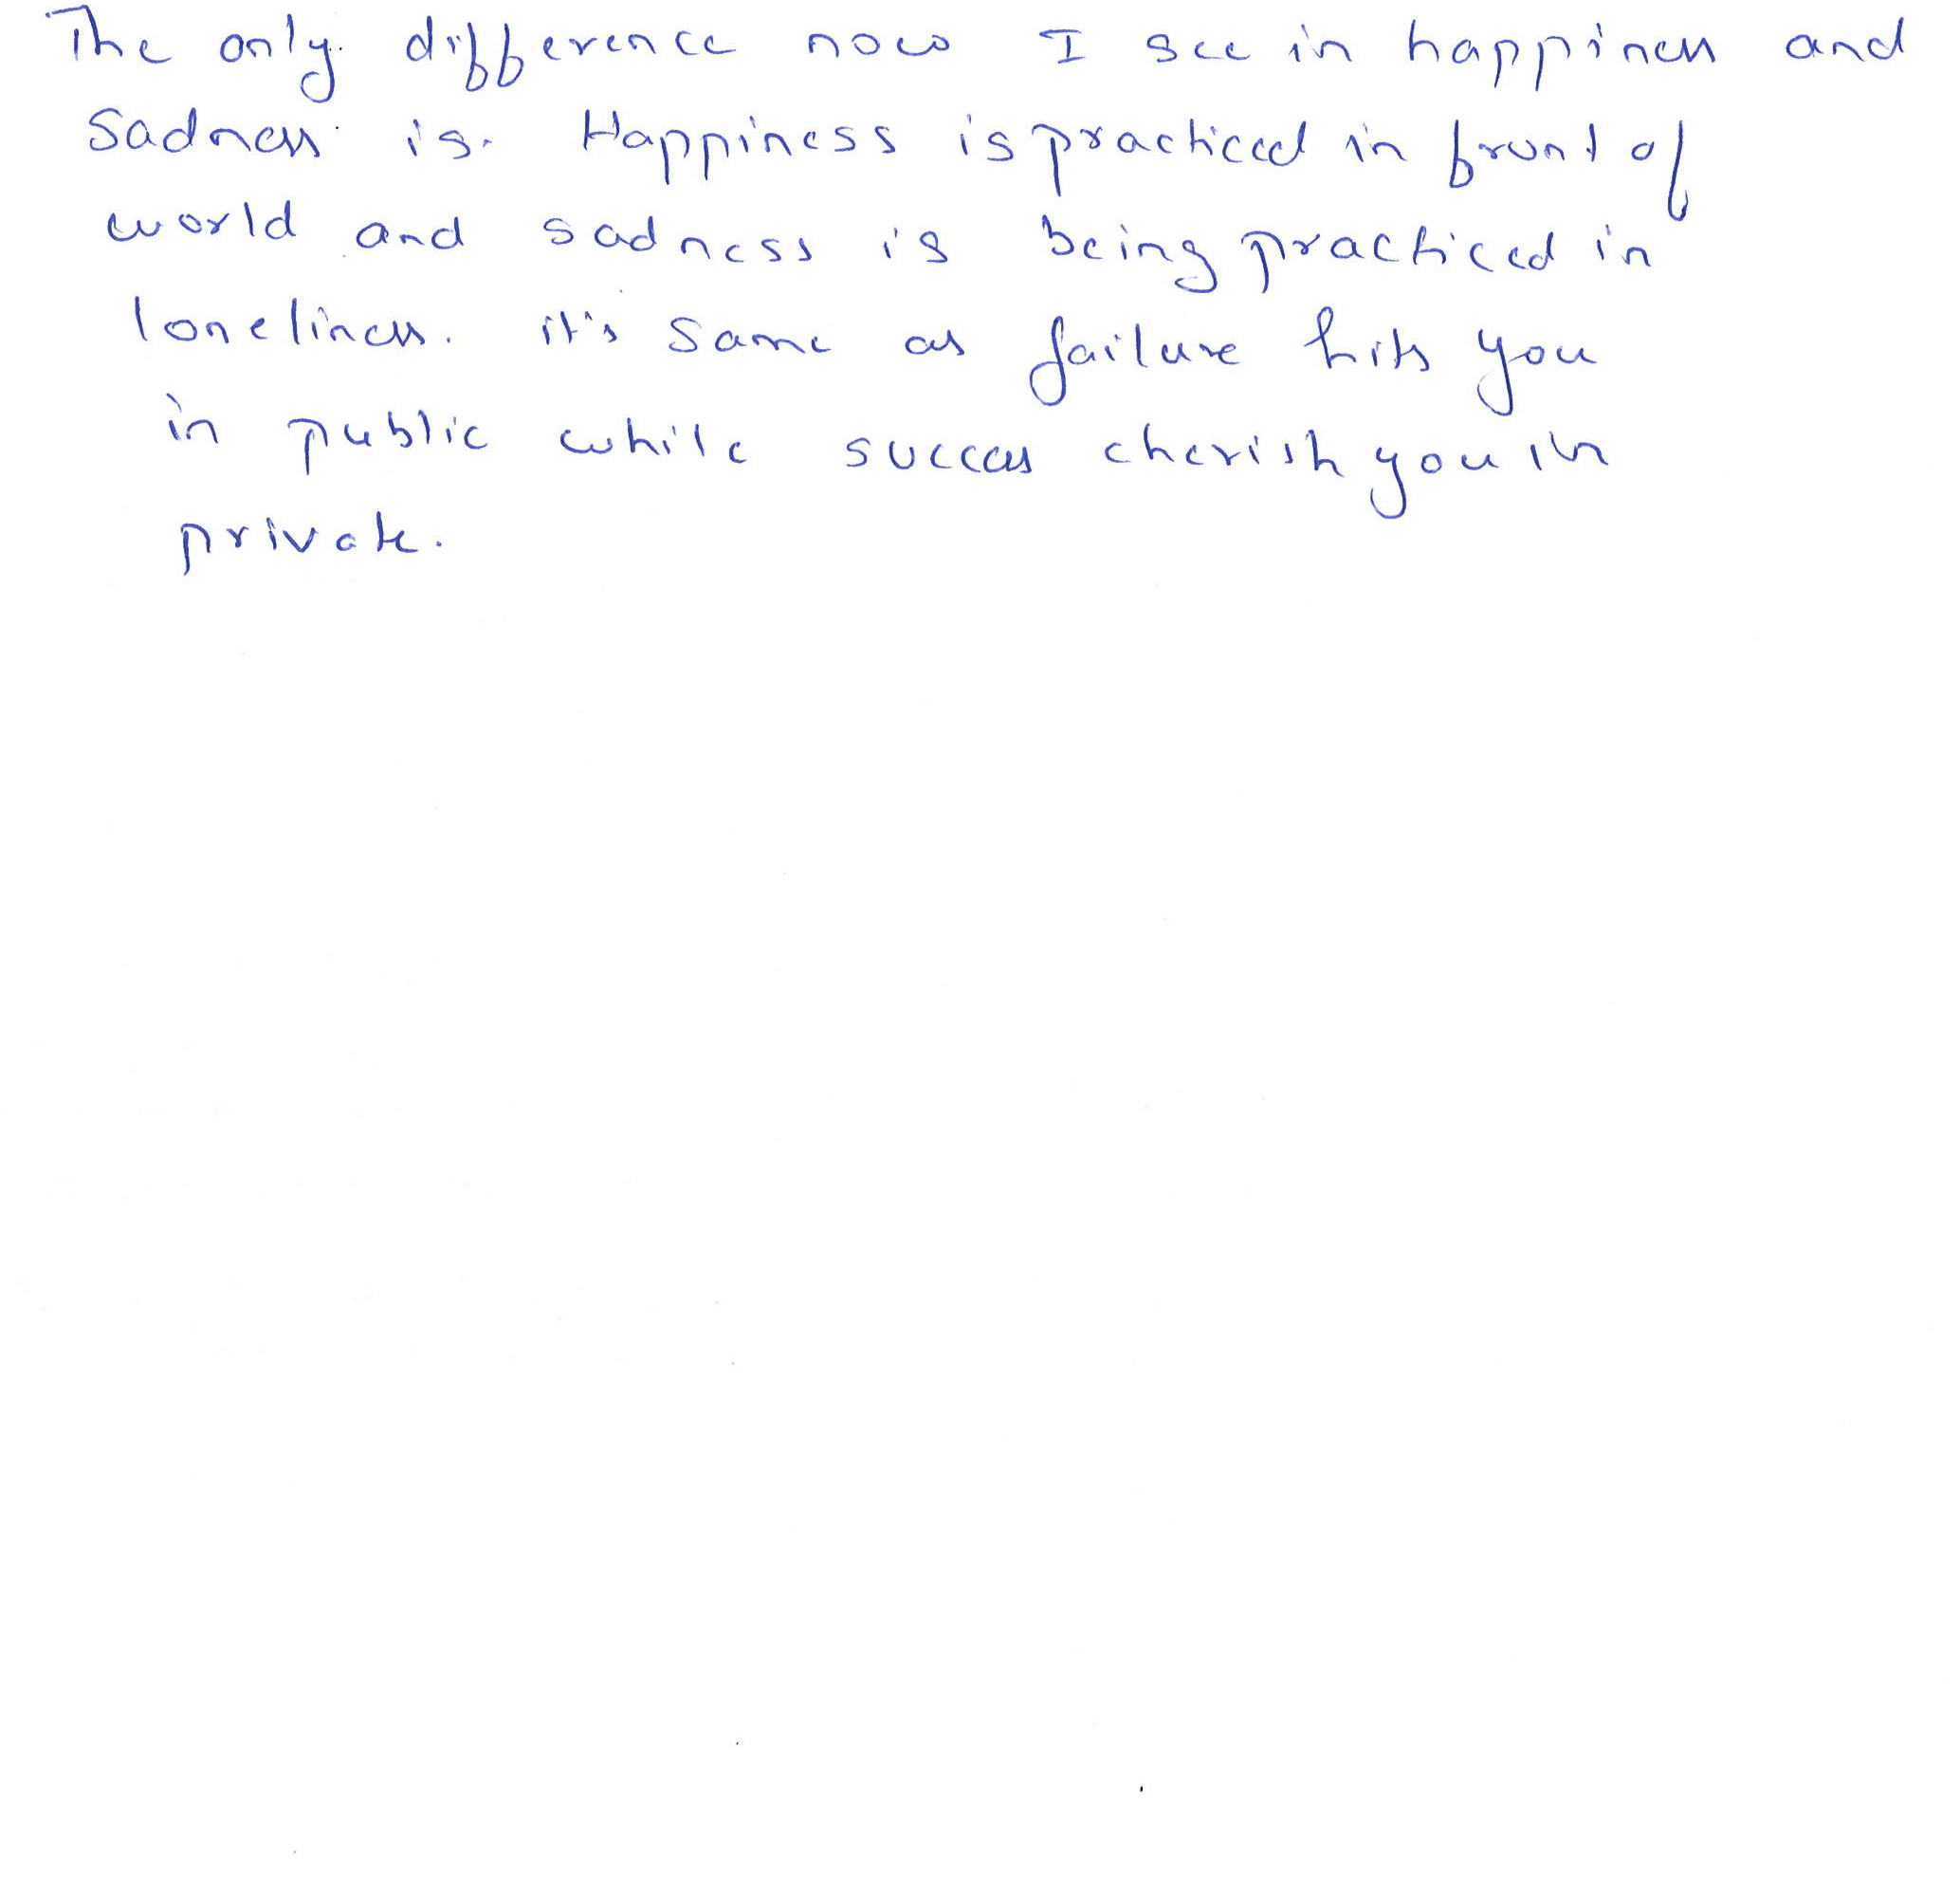 The only difference now I see in happiness and
Sadness is. Happiness is practiced in front of
world and sadness is being practiced in
loneliness. it's same as failure hits you
in public while success cherish you in
private.